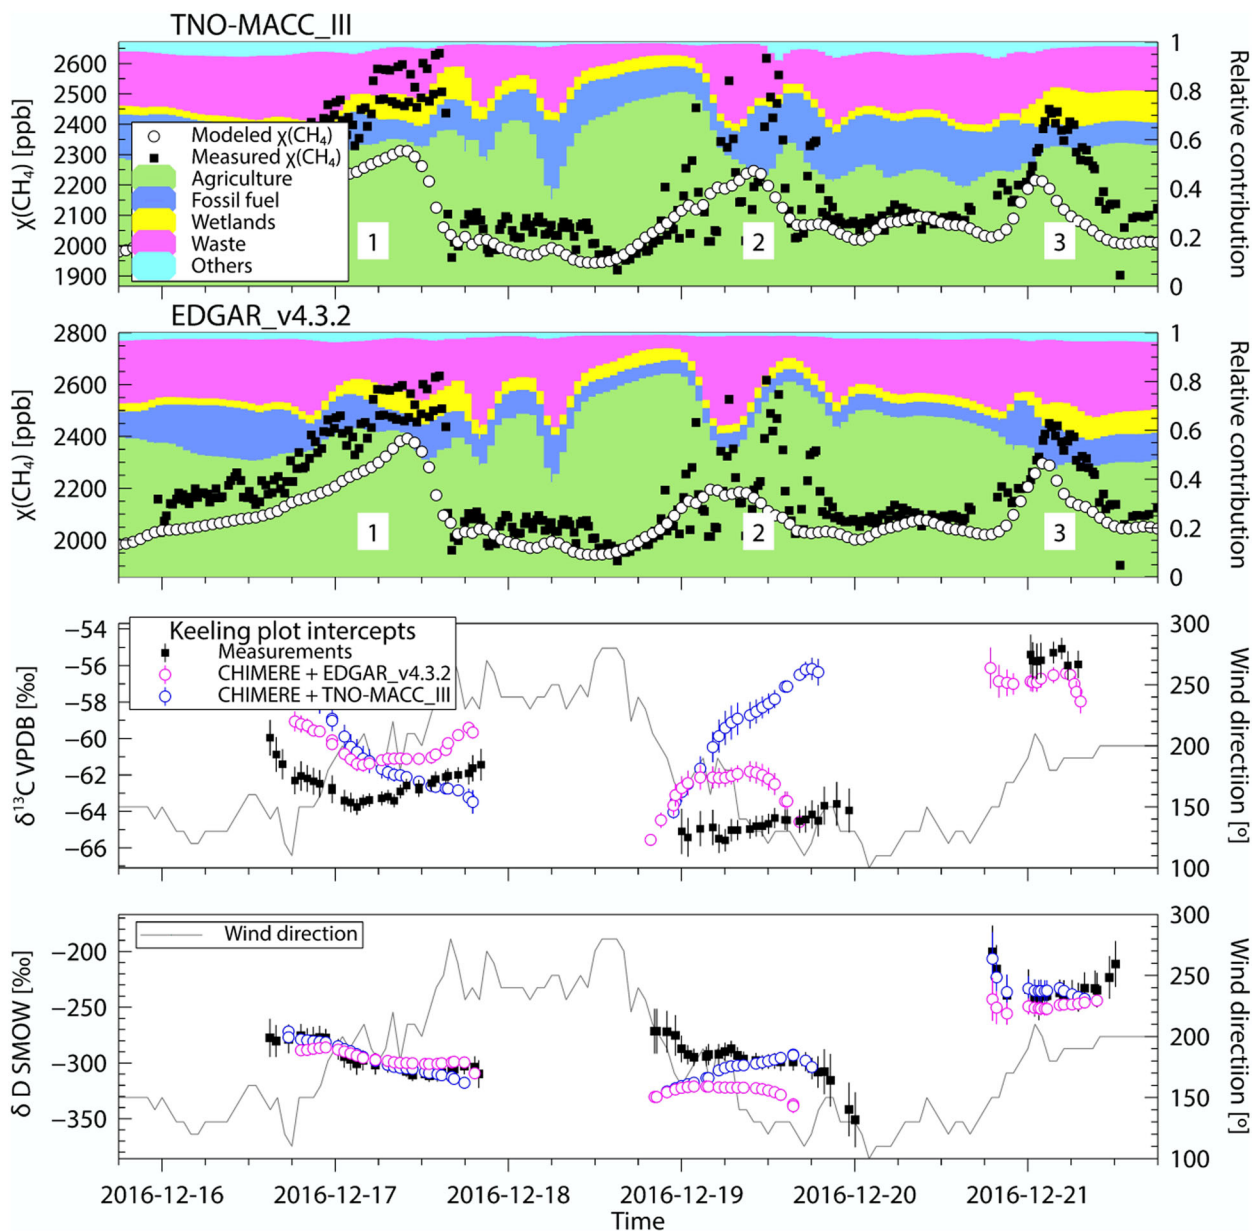 TNO-MACC_III
2600
2500
2400
2300
2200
2100
2000
1900
χ(CH₄) [ppb]
Modeled χ(CH₄)
Measured χ(CH₄)
Agriculture
Fossil fuel
Wetlands
Waste
Others
1
2
3
1
0.8
0.6
0.4
0.2
0
Relative contribution
EDGAR_v4.3.2
2800
2600
2400
2200
2000
χ(CH₄) [ppb]
1
2
3
1
0.8
0.6
0.4
0.2
0
Relative contribution
−54
−56
−58
−60
−62
−64
−66
δ¹³C VPDB [‰]
Keeling plot intercepts
Measurements
CHIMERE + EDGAR_v4.3.2
CHIMERE + TNO-MACC_III
300
250
200
150
100
Wind directiion [º]
−200
−250
−300
−350
δ D SMOW [‰]
Wind direction
300
250
200
150
100
Wind directiion [º]
2016-12-16 2016-12-17 2016-12-18 2016-12-19 2016-12-20 2016-12-21
Time